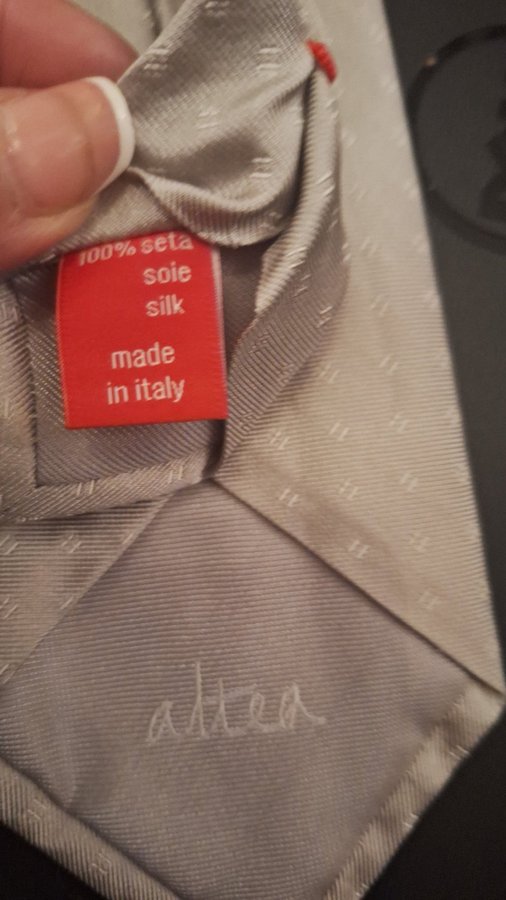 100% seta
soie
silk
made
in italy
altea